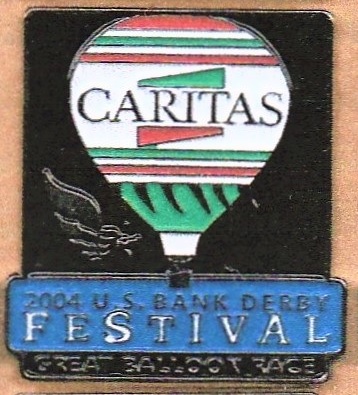 CARITAS
2004 U.S. BANK DERBY
FESTIVAL
GREAT BALLOON RACE